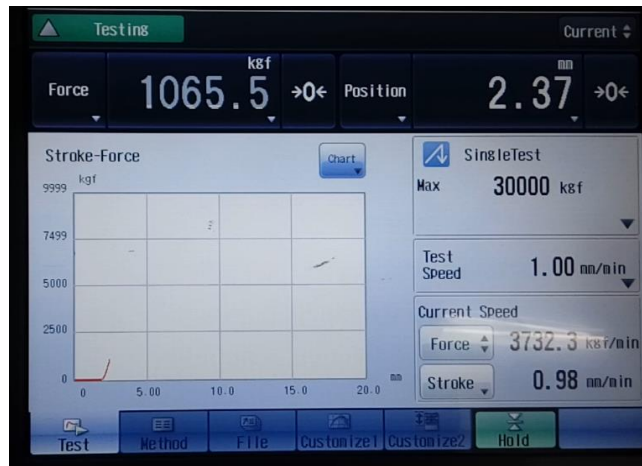 Testing
Current
Force
kgf
1065.5
→0←
Position
mm
2.37
→0←
Stroke-Force
Chart
kgf
9999
7499
5000
2500
0
0
5.00
10.0
15.0
20.0
mm
SingleTest
Max
30000 kgf
Test
Speed
1.00 mm/min
Current Speed
Force
3732.3 kgf/min
Stroke
0.98 mm/min
Test
Method
File
Customize1
Customize2
Hold